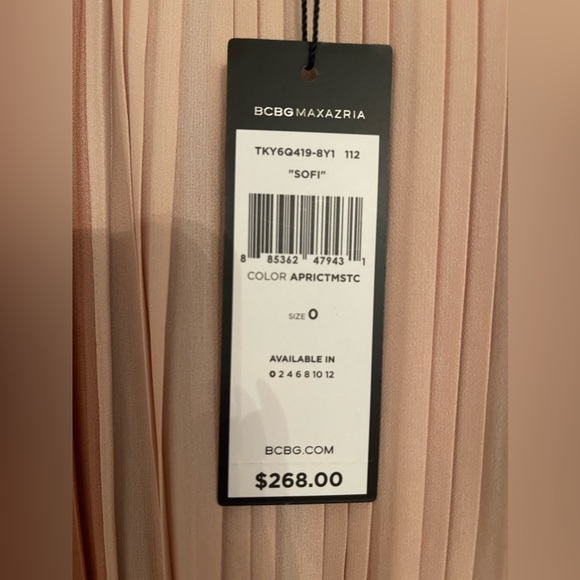 BCBGMAXAZRIA
TKY6Q419-8Y1 112
"SOFI"
8 85362 47943 1
COLOR APRICTMSTC
SIZE 0
AVAILABLE IN
0 2 4 6 8 10 12
BCBG.COM
$268.00